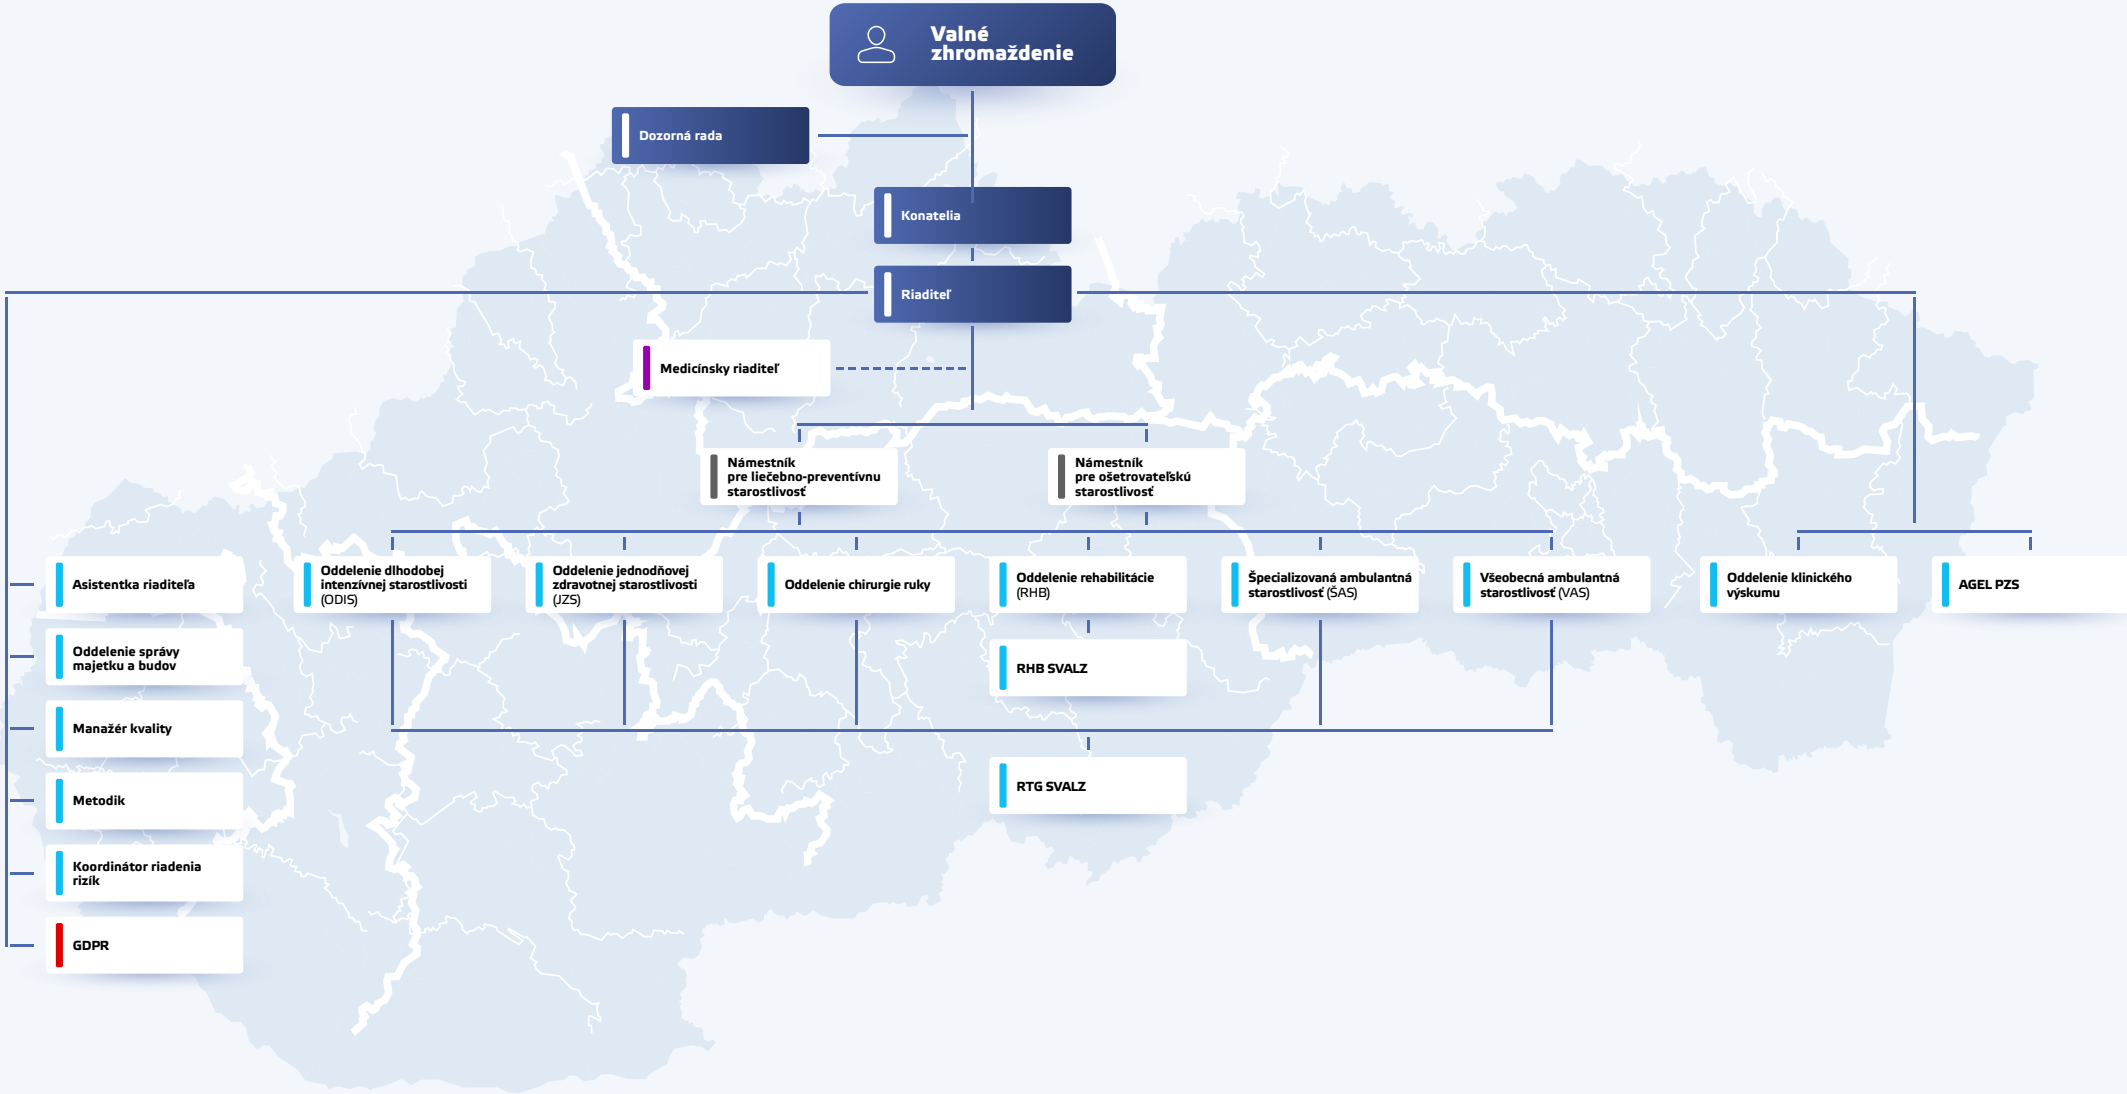 Valné
zhromaždenie
Dozorná rada
Konatelia
Riaditeľ
Medicínsky riaditeľ
Námestník
pre liečebno-preventívnu
starostlivosť
Námestník
pre ošetrovateľskú
starostlivosť
Asistentka riaditeľa
Oddelenie dlhodobej
intenzívnej starostlivosti
(ODIS)
Oddelenie jednodňovej
zdravotnej starostlivosti
(JZS)
Oddelenie chirurgie ruky
Oddelenie rehabilitácie
(RHB)
Špecializovaná ambulantná
starostlivosť (ŠAS)
Všeobecná ambulantná
starostlivosť (VAS)
Oddelenie klinického
výskumu
AGEL PZS
Oddelenie správy
majetku a budov
RHB SVALZ
Manažér kvality
Metodik
RTG SVALZ
Koordinátor riadenia
rizík
GDPR